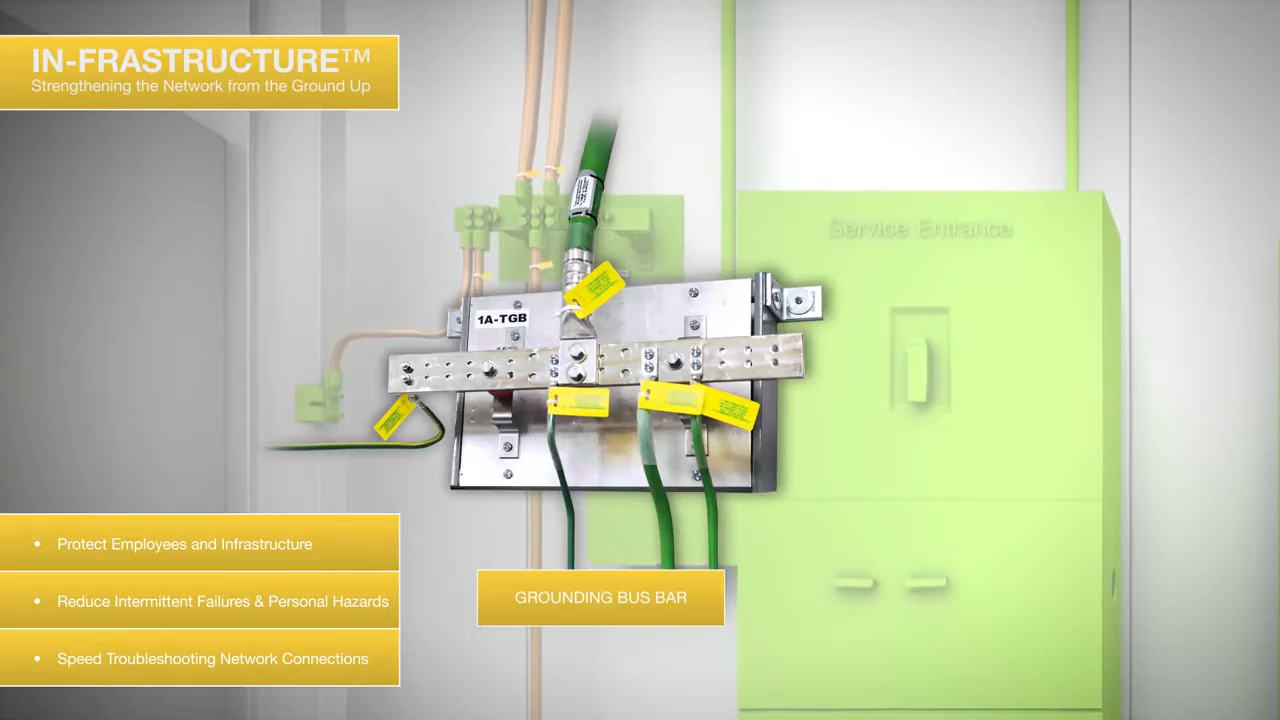 IN-FRASTRUCTURE™
Strengthening the Network from the Ground Up
Service Entrance
1A-TGB
• Protect Employees and Infrastructure
• Reduce Intermittent Failures & Personal Hazards
• Speed Troubleshooting Network Connections
GROUNDING BUS BAR